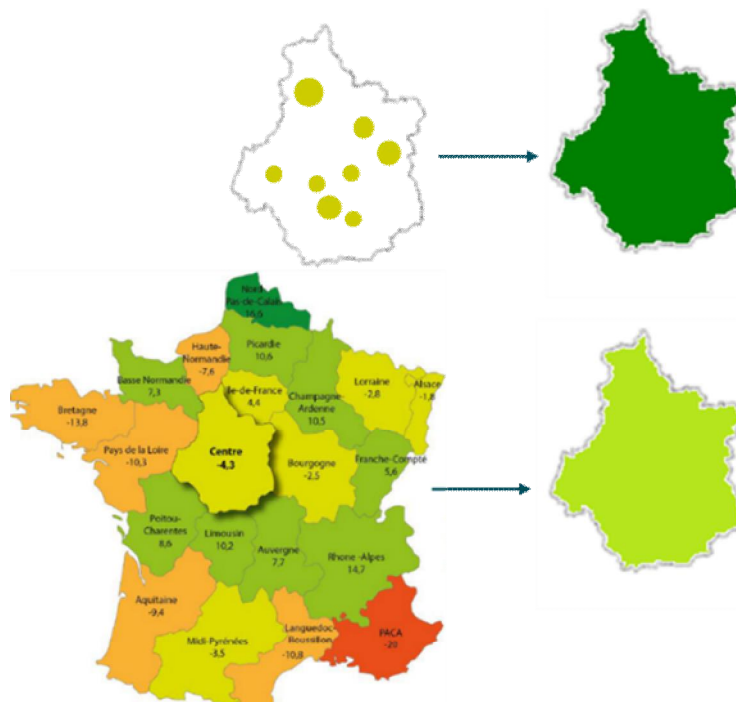 Nord
Pas-de-Calais
16,6
Haute-
Normandie
-7,6
Picardie
10,6
Basse Normandie
7,3
Ile-de-France
4,4
Champagne-
Ardenne
10,5
Lorraine
-2,8
Alsace
-1,8
Bretagne
-13,8
Pays de la Loire
-10,3
Centre
-4,3
Bourgogne
-2,5
Franche-Compté
5,6
Poitou-
Charentes
8,6
Limousin
10,2
Auvergne
7,7
Rhone -Alpes
14,7
Aquitaine
-9,4
Midi-Pyrénées
-3,5
Languedoc-
Roussillon
-10,8
PACA
-20